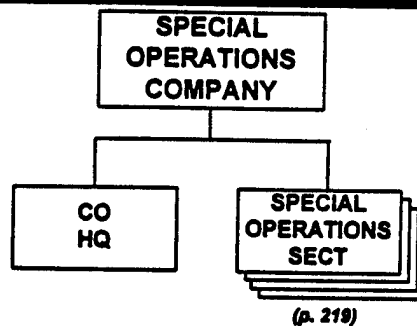 SPECIAL
OPERATIONS
COMPANY
CO
HQ
SPECIAL
OPERATIONS
SECT
(p. 219)